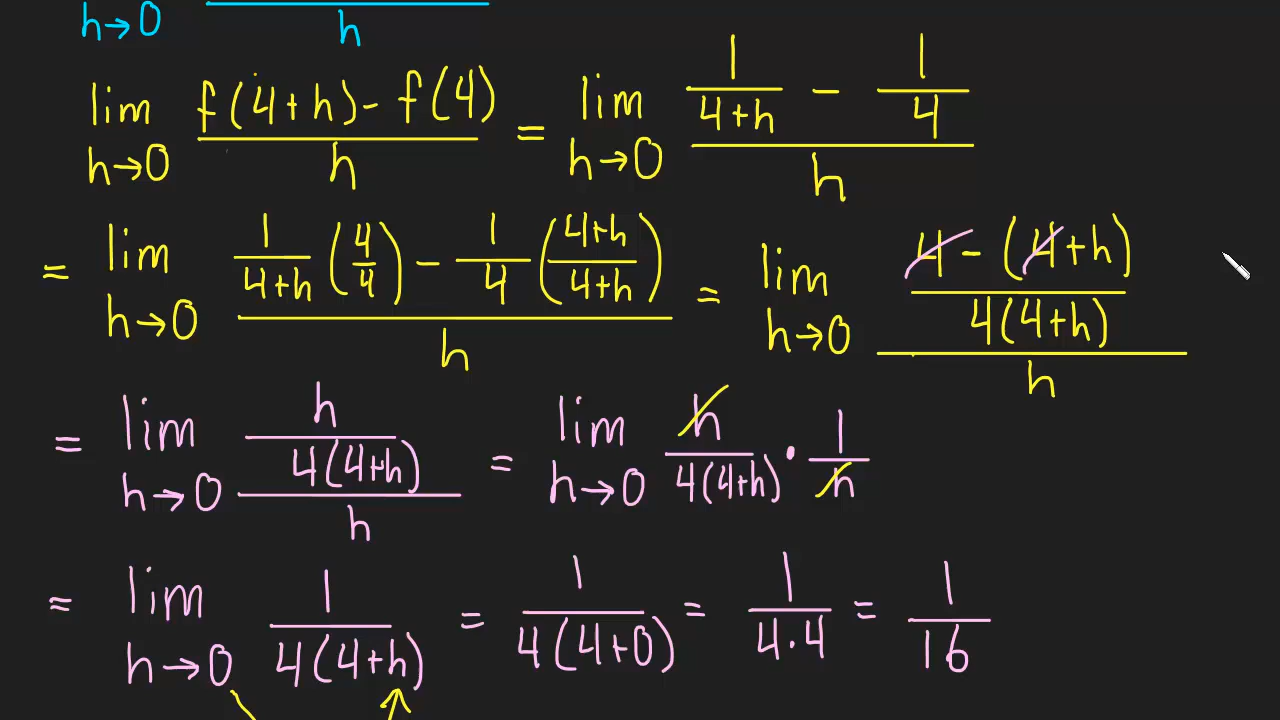 h→0 h
lim h→0 (f(4+h) - f(4))/h = lim h→0 (1/(4+h) - 1/4)/h
= lim h→0 (1/(4+h) (4/4) - 1/4 ((4+h)/(4+h)))/h = lim h→0 ((4 - (4+h))/(4(4+h)))/h
= lim h→0 (h/(4(4+h)))/h = lim h→0 h/(4(4+h)) · 1/h
= lim h→0 1/(4(4+h)) = 1/(4(4+0)) = 1/(4·4) = 1/16